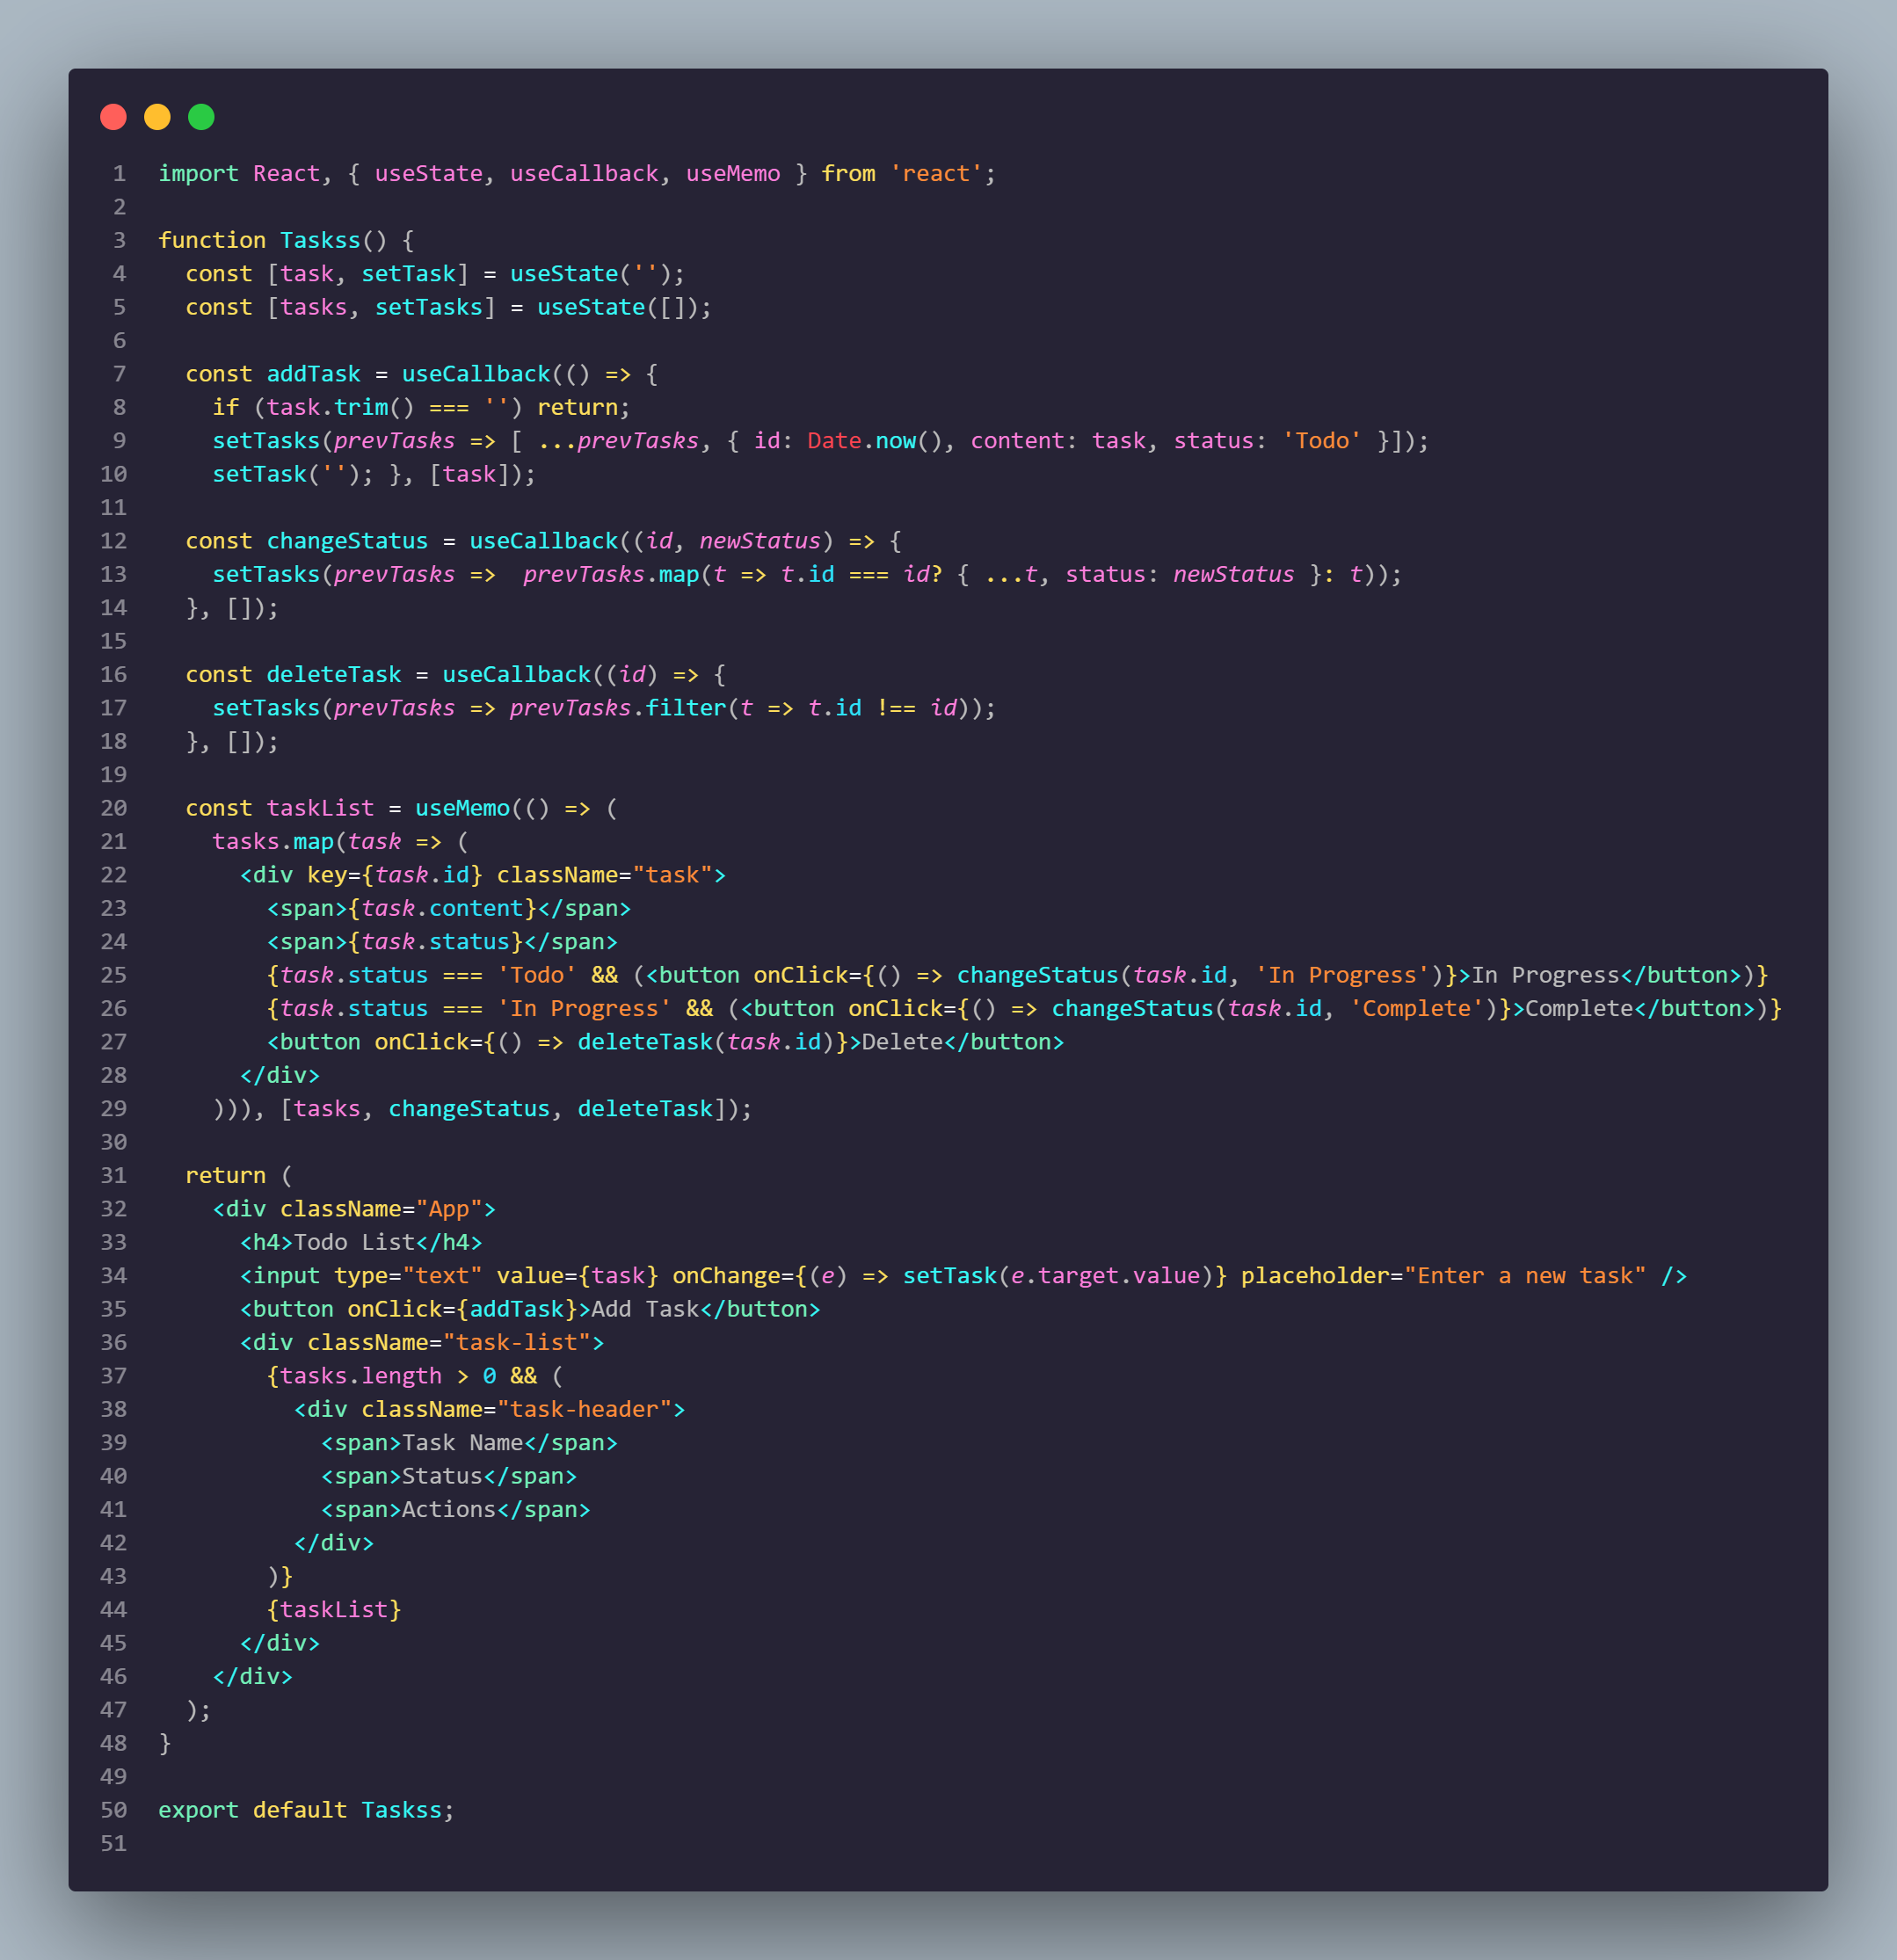 1 import React, { useState, useCallback, useMemo } from 'react';
2
3 function Taskss() {
4   const [task, setTask] = useState('');
5   const [tasks, setTasks] = useState([]);
6
7   const addTask = useCallback(() => {
8     if (task.trim() === '') return;
9     setTasks(prevTasks => [ ...prevTasks, { id: Date.now(), content: task, status: 'Todo' }]);
10     setTask(''); }, [task]);
11
12   const changeStatus = useCallback((id, newStatus) => {
13     setTasks(prevTasks =>  prevTasks.map(t => t.id === id? { ...t, status: newStatus }: t));
14   }, []);
15
16   const deleteTask = useCallback((id) => {
17     setTasks(prevTasks => prevTasks.filter(t => t.id !== id));
18   }, []);
19
20   const taskList = useMemo(() => (
21     tasks.map(task => (
22       <div key={task.id} className="task">
23         <span>{task.content}</span>
24         <span>{task.status}</span>
25         {task.status === 'Todo' && (<button onClick={() => changeStatus(task.id, 'In Progress')}>In Progress</button>)}
26         {task.status === 'In Progress' && (<button onClick={() => changeStatus(task.id, 'Complete')}>Complete</button>)}
27         <button onClick={() => deleteTask(task.id)}>Delete</button>
28       </div>
29     ))), [tasks, changeStatus, deleteTask]);
30
31   return (
32     <div className="App">
33       <h4>Todo List</h4>
34       <input type="text" value={task} onChange={(e) => setTask(e.target.value)} placeholder="Enter a new task" />
35       <button onClick={addTask}>Add Task</button>
36       <div className="task-list">
37         {tasks.length > 0 && (
38           <div className="task-header">
39             <span>Task Name</span>
40             <span>Status</span>
41             <span>Actions</span>
42           </div>
43         )}
44         {taskList}
45       </div>
46     </div>
47   );
48 }
49
50 export default Taskss;
51